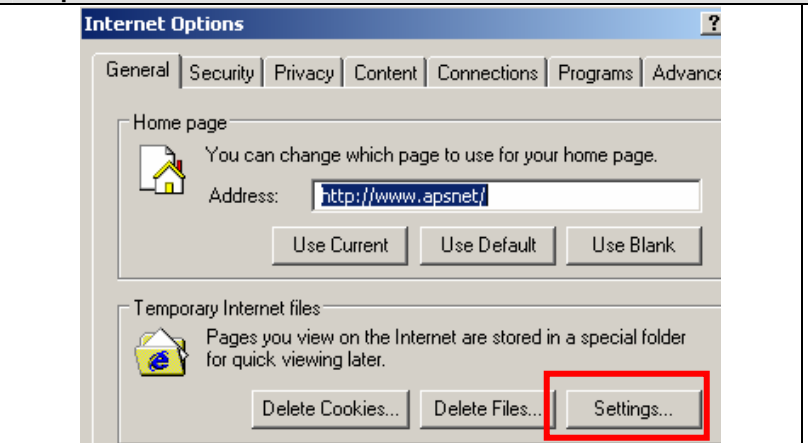 Internet Options ?
General Security Privacy Content Connections Programs Advance
Home page
You can change which page to use for your home page.
Address: http://www.apsnet/
Use Current Use Default Use Blank
Temporary Internet files
Pages you view on the Internet are stored in a special folder
for quick viewing later.
Delete Cookies... Delete Files... Settings...